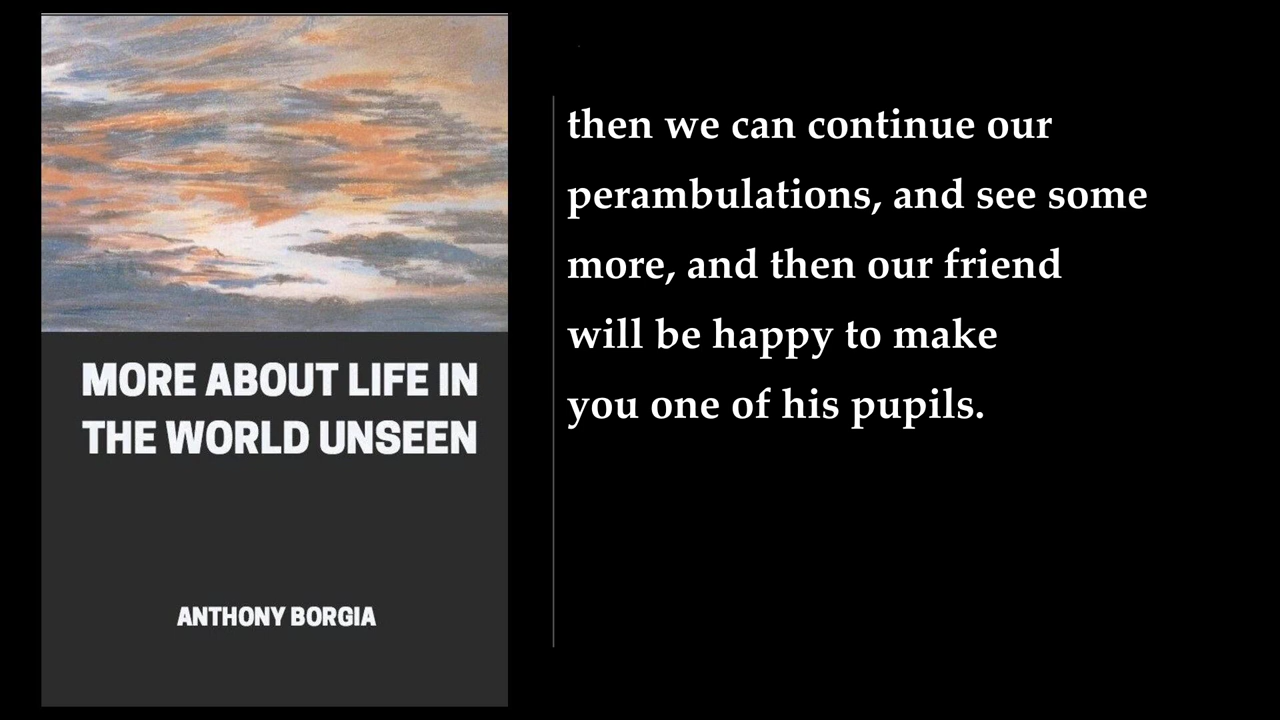 MORE ABOUT LIFE IN
THE WORLD UNSEEN
ANTHONY BORGIA
then we can continue our
perambulations, and see some
more, and then our friend
will be happy to make
you one of his pupils.